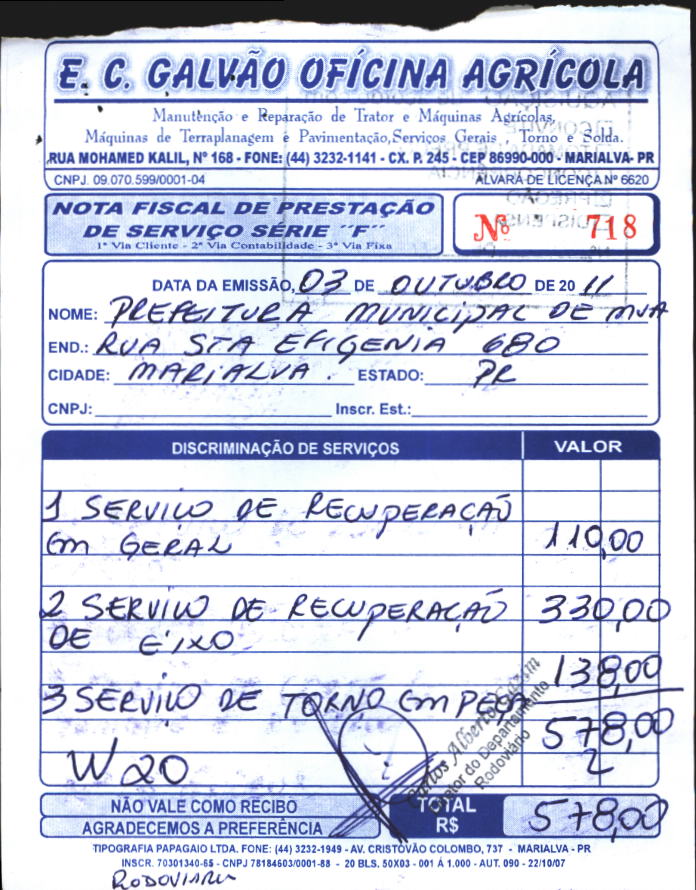 E. C. GALVÃO OFÍCINA AGRÍCOLA
Manutenção e Reparação de Trator e Máquinas Agrícolas,
Máquinas de Terraplanagem e Pavimentação,Serviços Gerais, Torno e Solda.
RUA MOHAMED KALIL, Nº 168 - FONE: (44) 3232-1141 - CX. P. 245 - CEP 86990-000 - MARIALVA- PR
CNPJ. 09.070.599/0001-04 ALVARÁ DE LICENÇA Nº 6620
NOTA FISCAL DE PRESTAÇÃO
DE SERVIÇO SÉRIE "F"
1ª Via Cliente - 2ª Via Contabilidade - 3ª Via Fixa
Nº 718
DATA DA EMISSÃO, 03 DE OUTUBRO DE 20 11
NOME: PREFEITURA MUNICIPAL DE MVA
END.: RUA STA EFIGENIA 680
CIDADE: MARIALVA. ESTADO: PR
CNPJ: Inscr. Est.:
DISCRIMINAÇÃO DE SERVIÇOS VALOR
1 SERVIÇO DE RECUPERAÇÃO
Em GERAL 110,00
2 SERVIÇO DE RECUPERAÇÃO 330,00
DE EIXO
138,00
3 SERVIÇO DE TORNO Em PEÇA
578,00
W20
Carlos Alberto
Diretor do Departamento
Rodoviário
NÃO VALE COMO RECIBO
AGRADECEMOS A PREFERÊNCIA
TOTAL
R$ 578,00
TIPOGRAFIA PAPAGAIO LTDA. FONE: (44) 3232-1949 - AV. CRISTOVÃO COLOMBO, 737 - MARIALVA - PR
INSCR. 70301340-65 - CNPJ 78184603/0001-88 - 20 BLS. 50X03 - 001 Á 1.000 - AUT. 090 - 22/10/07
RODOVIARIO